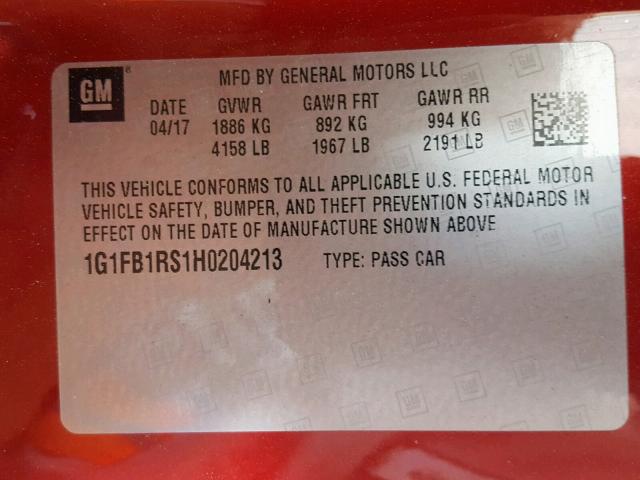 GM ®
MFD BY GENERAL MOTORS LLC
DATE GVWR GAWR FRT GAWR RR
04/17 1886 KG 892 KG 994 KG
4158 LB 1967 LB 2191 LB
THIS VEHICLE CONFORMS TO ALL APPLICABLE U.S. FEDERAL MOTOR
VEHICLE SAFETY, BUMPER, AND THEFT PREVENTION STANDARDS IN
EFFECT ON THE DATE OF MANUFACTURE SHOWN ABOVE
1G1FB1RS1H0204213 TYPE: PASS CAR